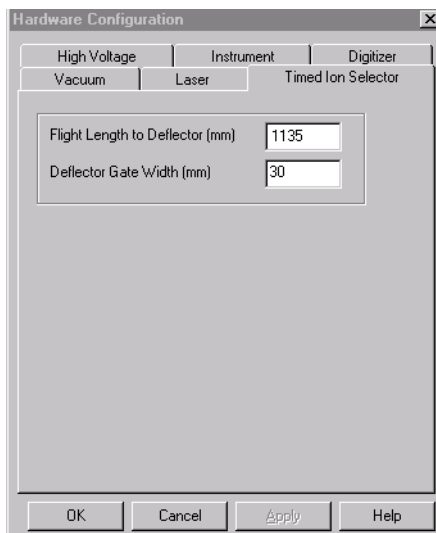 Hardware Configuration
High Voltage Instrument Digitizer
Vacuum Laser Timed Ion Selector
Flight Length to Deflector (mm) 1135
Deflector Gate Width (mm) 30
OK Cancel Apply Help